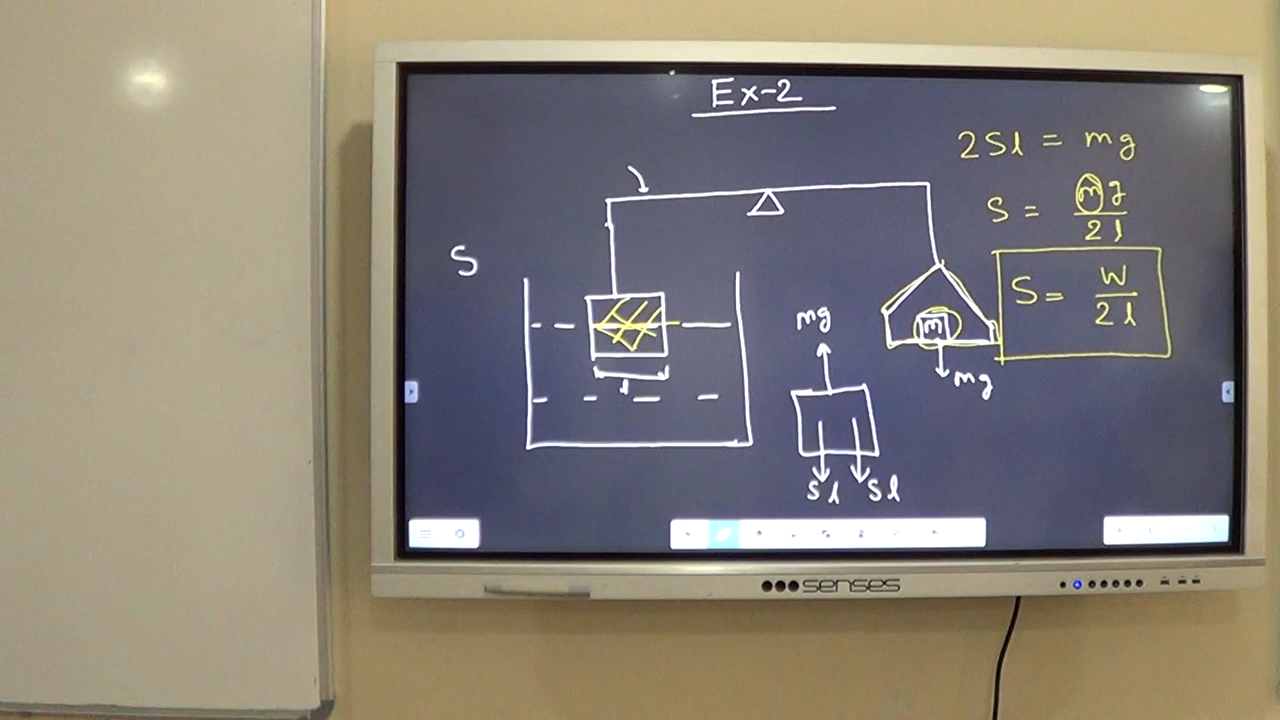 Ex-2
2Sl = mg
S = mg
2l
S = W
2l
S
m
mg
mg
l
Sl Sl
senses